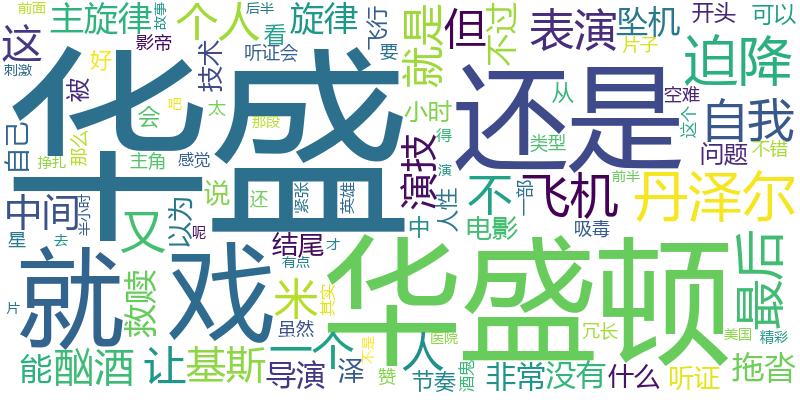 前面
后半
故事
主旋律
个人
旋律
飞行
就是
但
不过
表演
坠机
开头
可以
这
好
影帝
看
听证会
要
片子
迫降
刺激
被
技术
吧
那段
华盛
还是
从
空难
这个
自我
自己
会
太
小时
得
类型
挣扎
那么
主角
感觉
演技
演
问题
不错
说
还
紧张
英雄
不
一部
飞机
前半
丹泽尔
中间
又
以为
中
人性
电影
吸毒
半小时
星
去
呢
结尾
才
就
戏
华盛顿
最后
救赎
有点
米
其实
片
虽然
医院
冗长
美国
精彩
能
酗酒
让
基斯
一个
人
不是
导演
泽
赞
节奏
酒鬼
非常
没有
什么
听证
拖沓